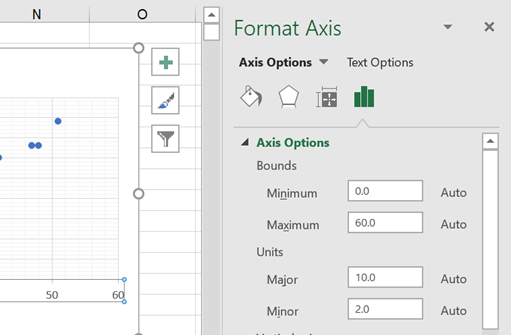 N O
50 60
Format Axis
Axis Options Text Options
Axis Options
Bounds
Minimum 0.0 Auto
Maximum 60.0 Auto
Units
Major 10.0 Auto
Minor 2.0 Auto